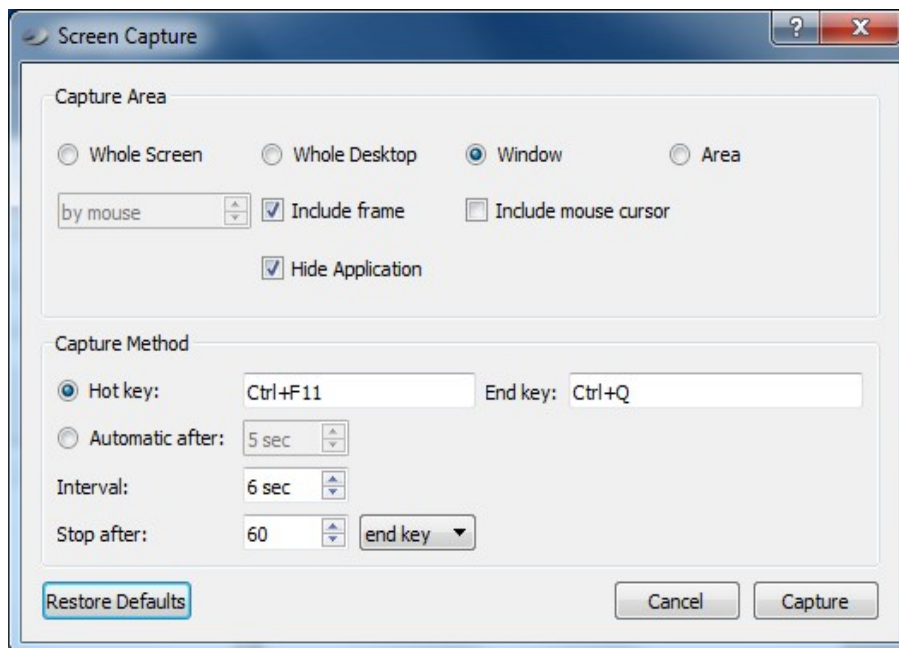 Screen Capture
?
Capture Area
Whole Screen Whole Desktop Window Area
by mouse Include frame Include mouse cursor
Hide Application
Capture Method
Hot key: Ctrl+F11 End key: Ctrl+Q
Automatic after: 5 sec
Interval: 6 sec
Stop after: 60 end key
Restore Defaults Cancel Capture